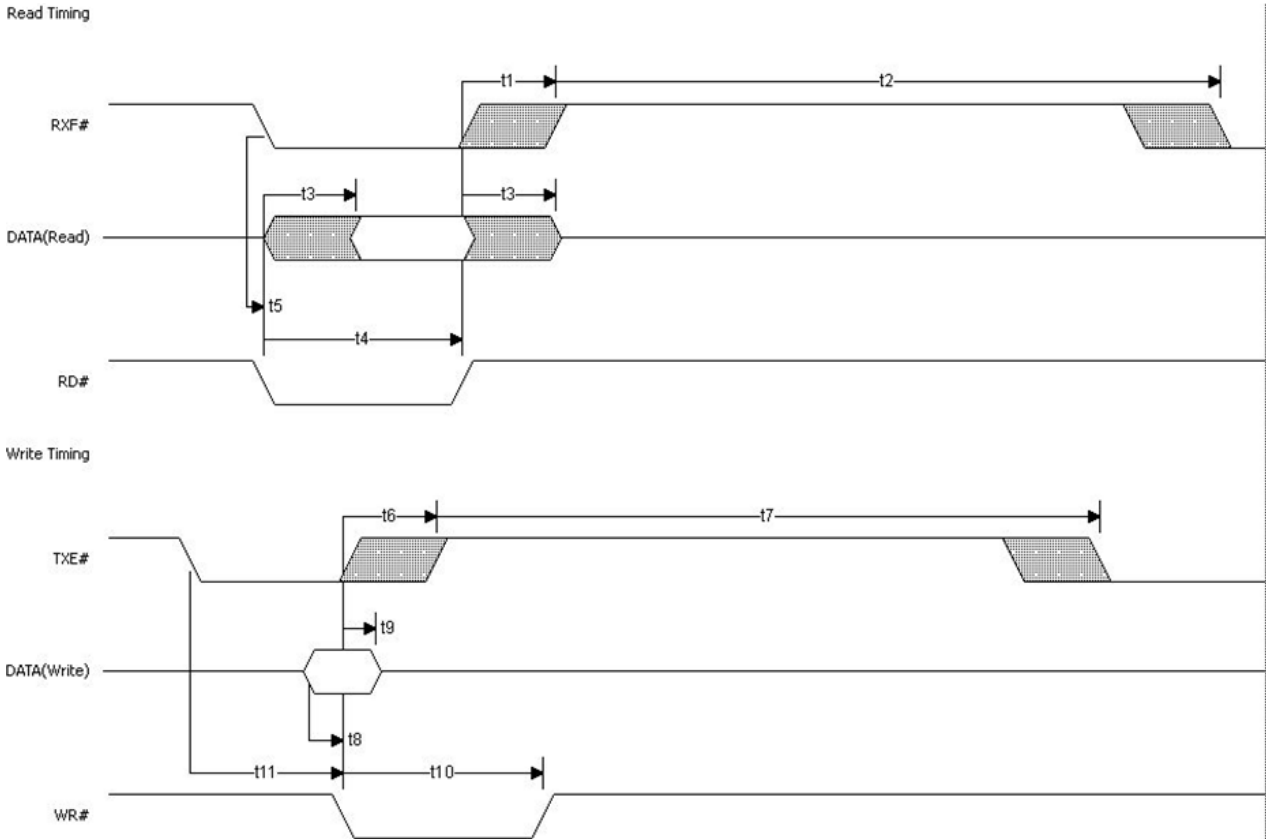 Read Timing
t1
t2
RXF#
t3
t3
DATA(Read)
t5
t4
RD#
Write Timing
t6
t7
TXE#
t9
DATA(Write)
t8
t11
t10
WR#